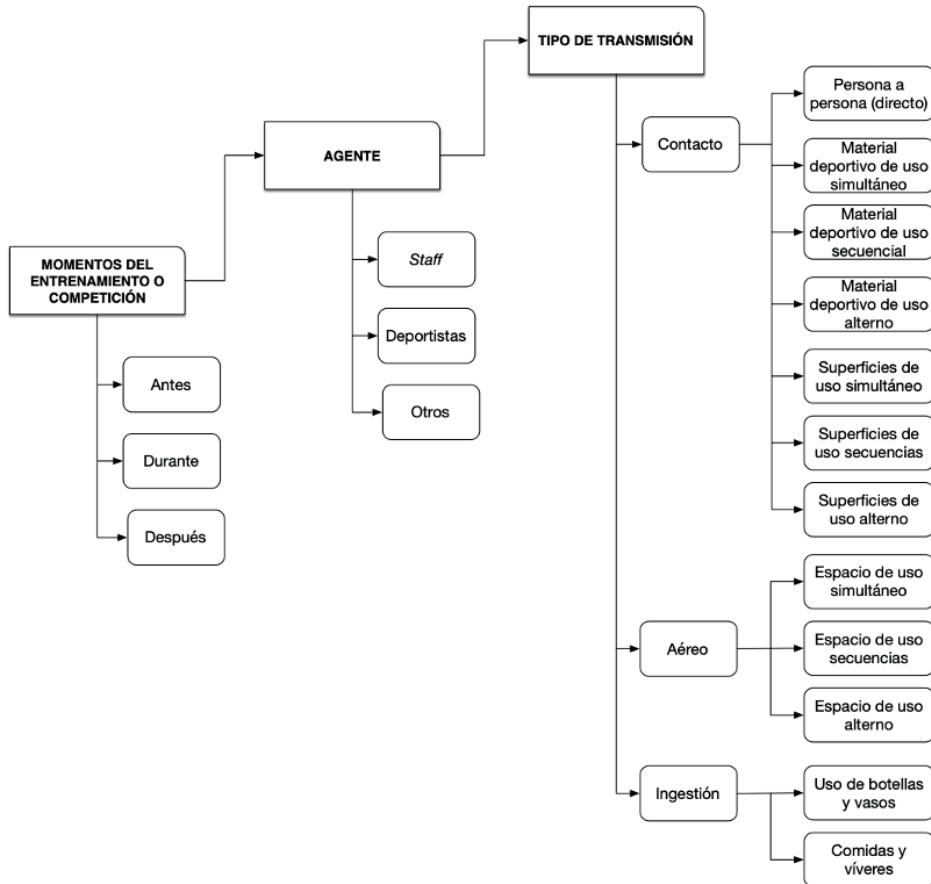 TIPO DE TRANSMISIÓN
Persona a
persona (directo)
Contacto
AGENTE
Material
deportivo de uso
simultáneo
Material
deportivo de uso
secuencial
Staff
MOMENTOS DEL
ENTRENAMIENTO O
COMPETICIÓN
Material
deportivo de uso
alterno
Deportistas
Antes
Superficies de
uso simultáneo
Otros
Durante
Superficies de
uso secuencias
Después
Superficies de
uso alterno
Espacio de uso
simultáneo
Aéreo
Espacio de uso
secuencias
Espacio de uso
alterno
Ingestión
Uso de botellas
y vasos
Comidas y
víveres